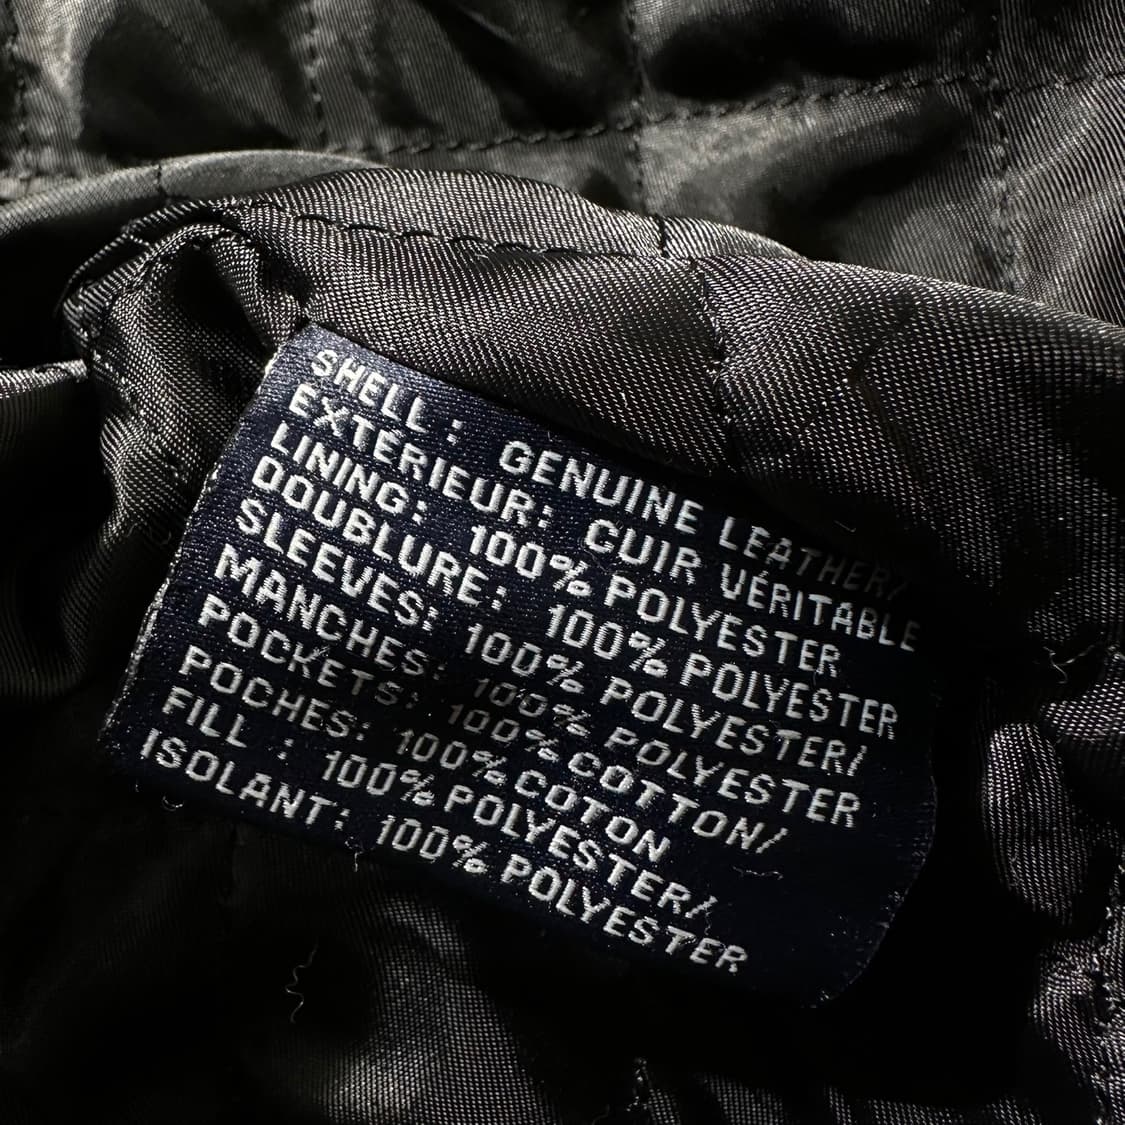 SHELL : GENUINE LEATHER/
EXTÉRIEUR: CUIR VÉRITABLE
LINING: 100% POLYESTER
DOUBLURE: 100% POLYESTER
SLEEVES: 100% POLYESTER/
MANCHES: 100% POLYESTER
POCKETS: 100% COTTON/
POCHES: 100% COTON
FILL : 100% POLYESTER/
ISOLANT: 100% POLYESTER